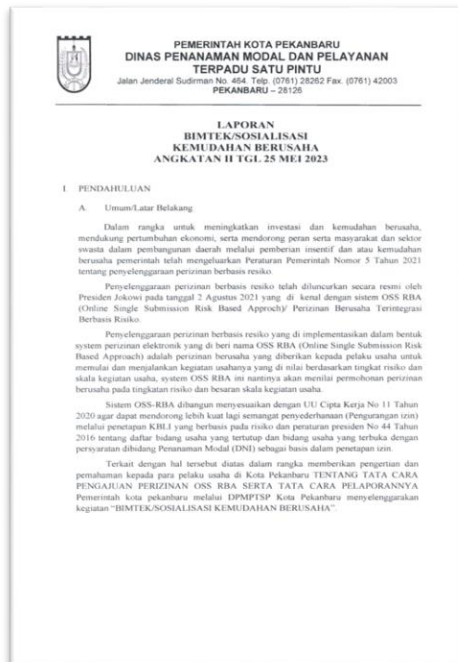 PEMERINTAH KOTA PEKANBARU
DINAS PENANAMAN MODAL DAN PELAYANAN
TERPADU SATU PINTU
Jalan Jenderal Sudirman No. 464. Telp. (0761) 28262 Fax. (0761) 42003
PEKANBARU – 28126
LAPORAN
BIMTEK/SOSIALISASI
KEMUDAHAN BERUSAHA
ANGKATAN II TGL 25 MEI 2023
I. PENDAHULUAN
A. Umum/Latar Belakang
Dalam rangka untuk meningkatkan investasi dan kemudahan berusaha,
mendukung pertumbuhan ekonomi, serta mendorong peran serta masyarakat dan sektor
swasta dalam pembangunan daerah melalui pemberian insentif dan atau kemudahan
berusaha pemerintah telah mengeluarkan Peraturan Pemerintah Nomor 5 Tahun 2021
tentang penyelenggaraan perizinan berbasis resiko.
Penyelenggaraan perizinan berbasis resiko telah diluncurkan secara resmi oleh
Presiden Jokowi pada tanggal 2 Agustus 2021 yang di kenal dengan sistem OSS RBA
(Online Single Submission Risk Based Approch)/ Perizinan Berusaha Terintegrasi
Berbasis Risiko.
Penyelenggaraan perizinan berbasis resiko yang di implementasikan dalam bentuk
system perizinan elektronik yang di beri nama OSS RBA (Online Single Submission Risk
Based Approach) adalah perizinan berusaha yang diberikan kepada pelaku usaha untuk
memulai dan menjalankan kegiatan usahanya yang di nilai berdasarkan tingkat risiko dan
skala kegiatan usaha, system OSS RBA ini nantinya akan menilai permohonan perizinan
berusaha pada tingkatan risiko dan besaran skala kegiatan usaha.
Sistem OSS-RBA dibangun menyesuaikan dengan UU Cipta Kerja No 11 Tahun
2020 agar dapat mendorong lebih kuat lagi semangat penyederhanaan (Pengurangan izin)
melalui penetapan KBLI yang berbasis pada risiko dan peraturan presiden No 44 Tahun
2016 tentang daftar bidang usaha yang tertutup dan bidang usaha yang terbuka dengan
persyaratan dibidang Penanaman Modal (DNI) sebagai basis dalam penetapan izin.
Terkait dengan hal tersebut diatas dalam rangka memberikan pengertian dan
pemahaman kepada para pelaku usaha di Kota Pekanbaru TENTANG TATA CARA
PENGAJUAN PERIZINAN OSS RBA SERTA TATA CARA PELAPORANNYA
Pemerintah kota pekanbaru melalui DPMPTSP Kota Pekanbaru menyelenggarakan
kegiatan "BIMTEK/SOSIALISASI KEMUDAHAN BERUSAHA".